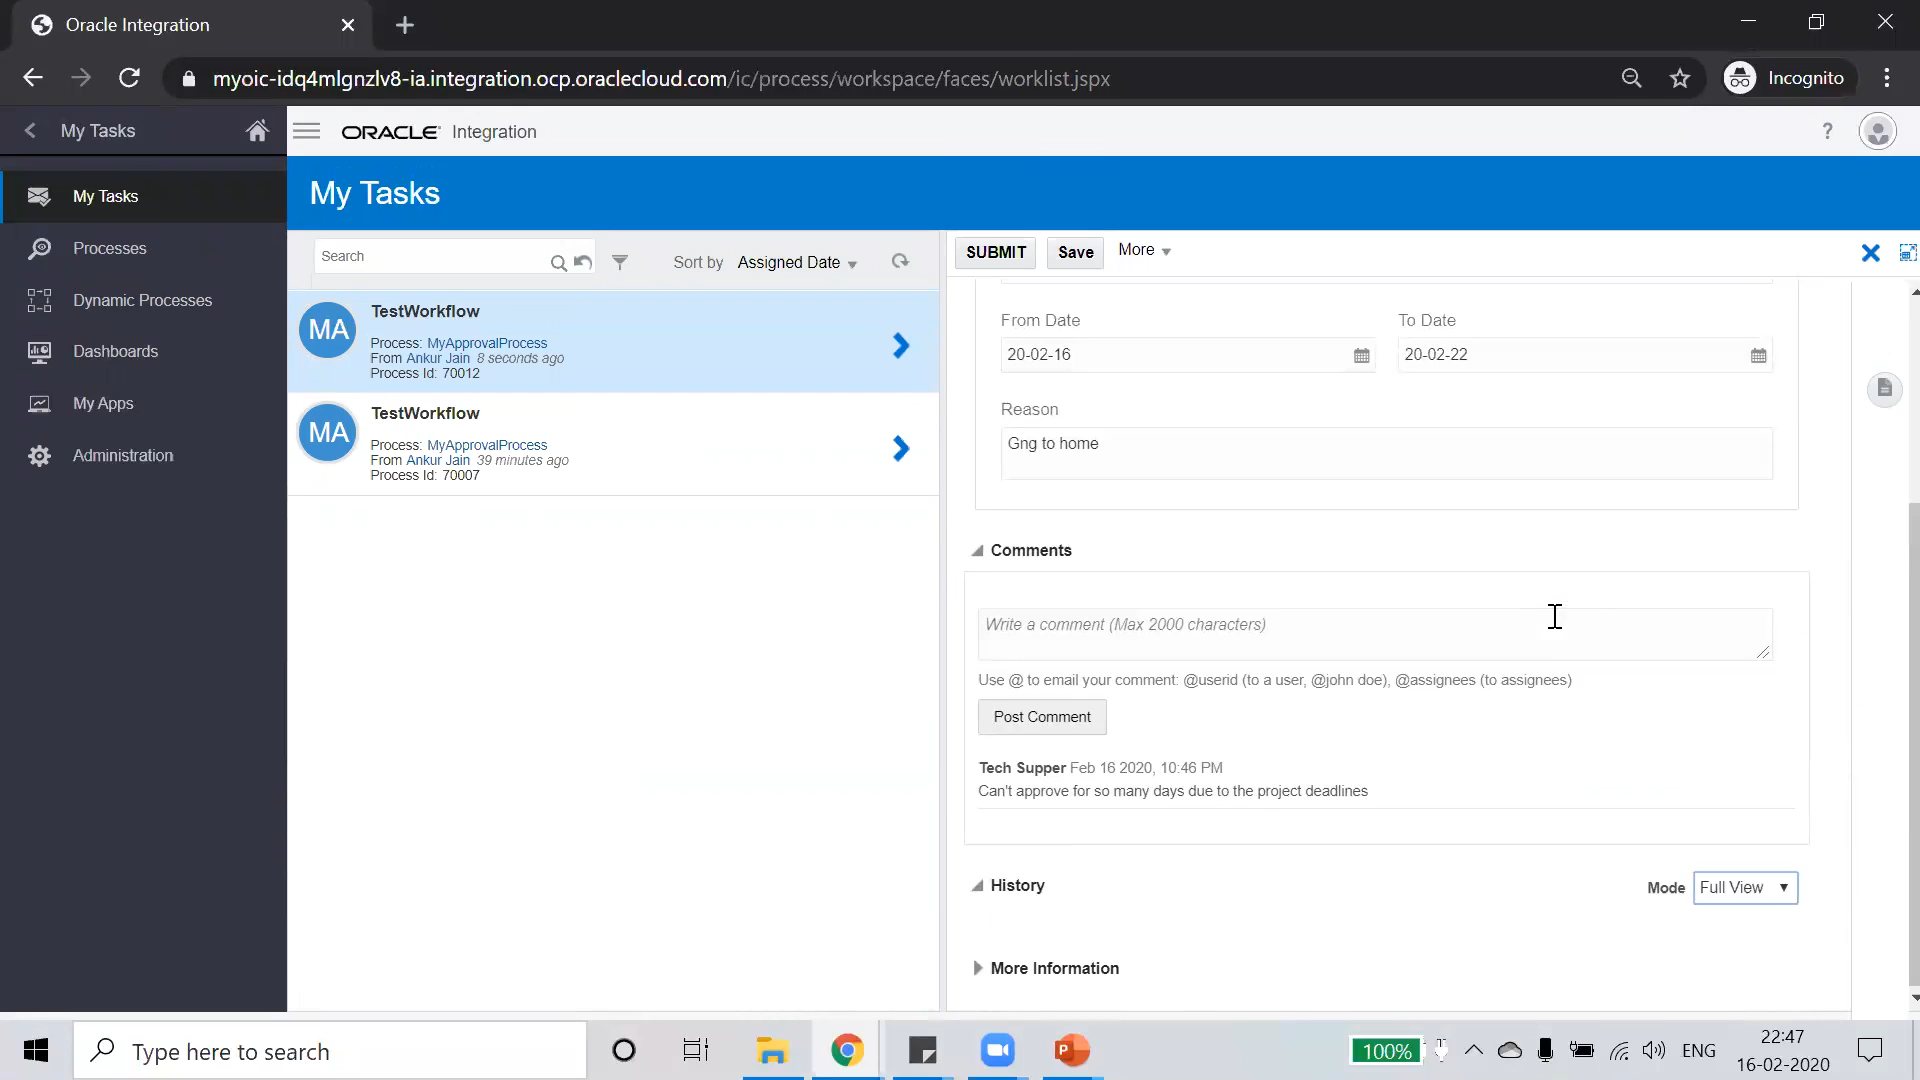 Oracle Integration
myoic-idq4mlgnzlv8-ia.integration.ocp.oraclecloud.com/ic/process/workspace/faces/worklist.jspx
Incognito
My Tasks
ORACLE Integration
?
My Tasks
Processes
Dynamic Processes
Dashboards
My Apps
Administration
My Tasks
Search
Sort by Assigned Date
MA
TestWorkflow
Process: MyApprovalProcess
From Ankur Jain 8 seconds ago
Process Id: 70012
MA
TestWorkflow
Process: MyApprovalProcess
From Ankur Jain 39 minutes ago
Process Id: 70007
SUBMIT Save More
From Date To Date
20-02-16 20-02-22
Reason
Gng to home
Comments
Write a comment (Max 2000 characters)
Use @ to email your comment: @userid (to a user, @john doe), @assignees (to assignees)
Post Comment
Tech Supper Feb 16 2020, 10:46 PM
Can't approve for so many days due to the project deadlines
History
Mode Full View
More Information
Type here to search
P
100%
ENG
22:47
16-02-2020